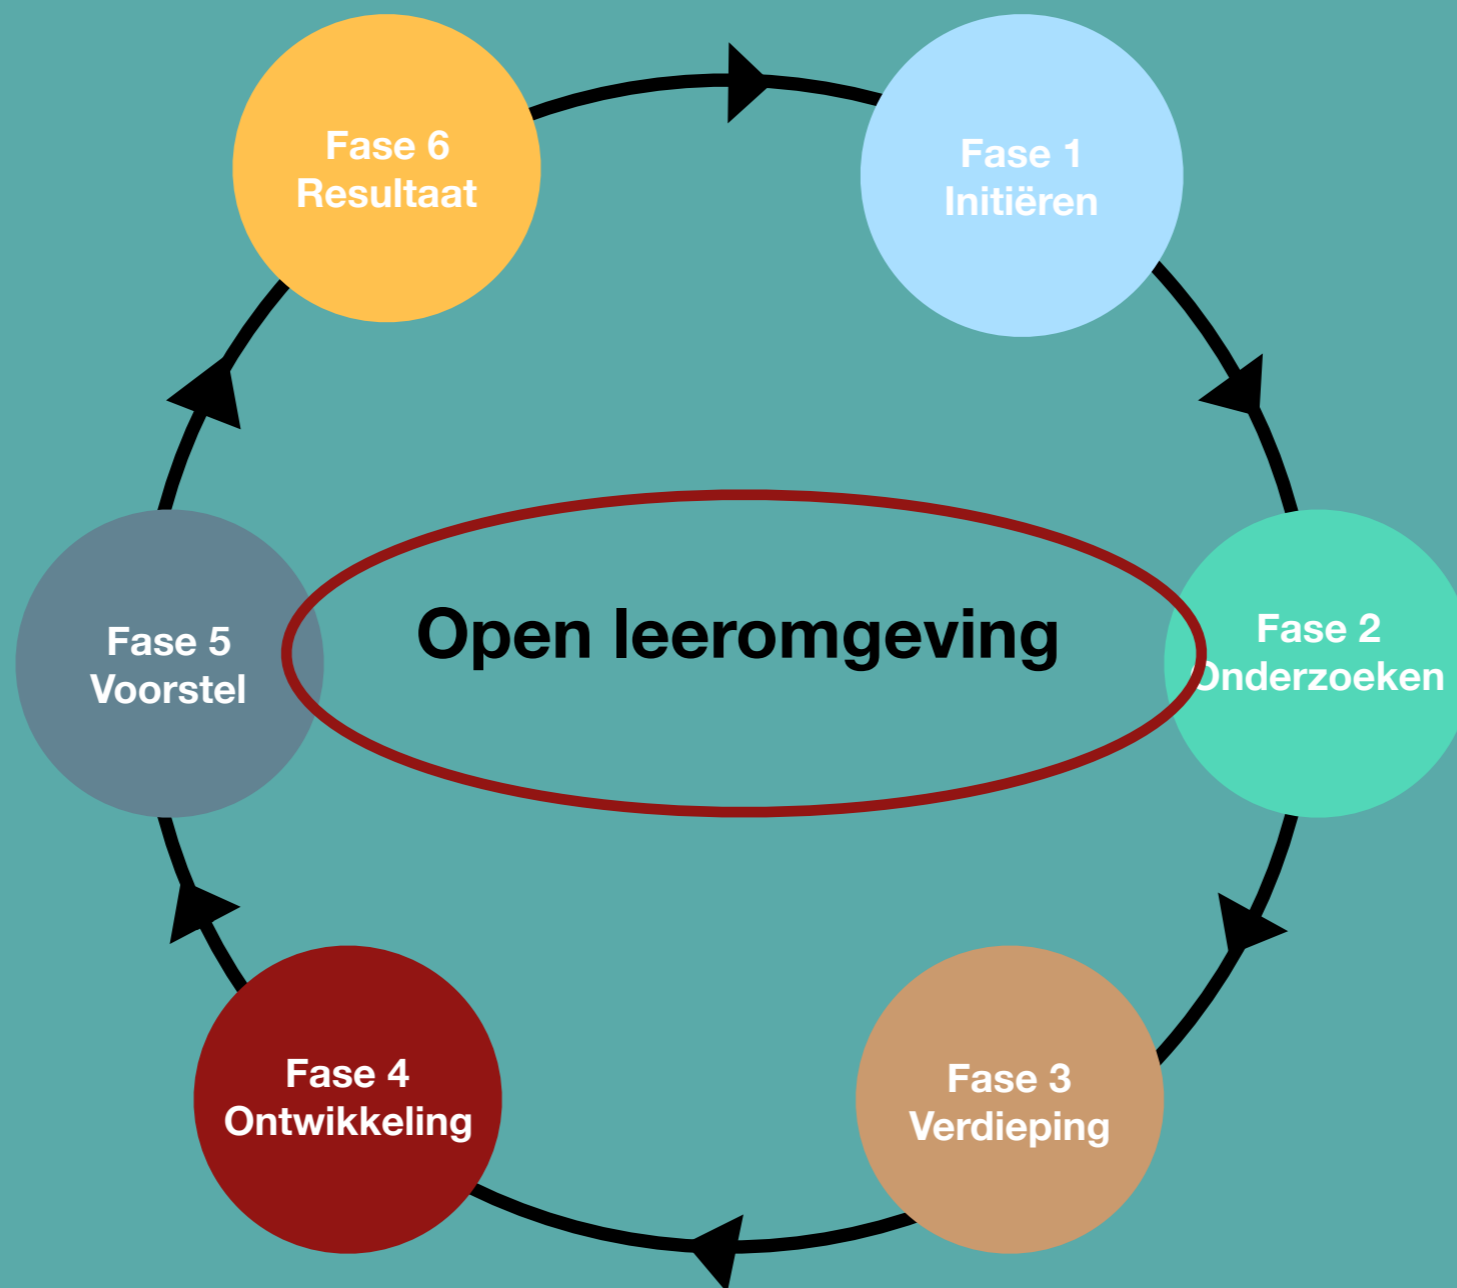 Fase 6
Resultaat
Fase 1
Initiëren
Open leeromgeving
Fase 5
Voorstel
Fase 2
Onderzoeken
Fase 4
Ontwikkeling
Fase 3
Verdieping